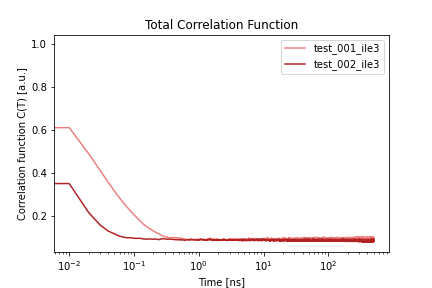 Total Correlation Function
test_001_ile3
test_002_ile3
Correlation function C(T) [a.u.]
1.0
0.8
0.6
0.4
0.2
10⁻²
10⁻¹
10⁰
10¹
10²
Time [ns]